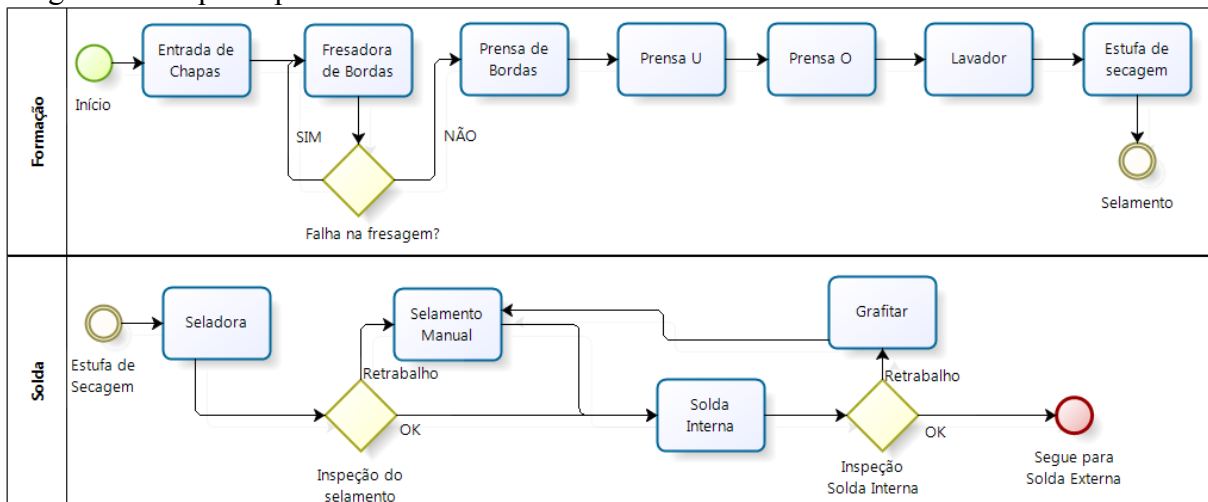 Formação
Início
Entrada de
Chapas
Fresadora
de Bordas
SIM
Falha na fresagem?
NÃO
Prensa de
Bordas
Prensa U
Prensa O
Lavador
Estufa de
secagem
Selamento
Solda
Estufa de
Secagem
Seladora
Inspeção do
selamento
Retrabalho
OK
Selamento
Manual
Solda
Interna
Inspeção
Solda Interna
Retrabalho
OK
Grafitar
Segue para
Solda Externa